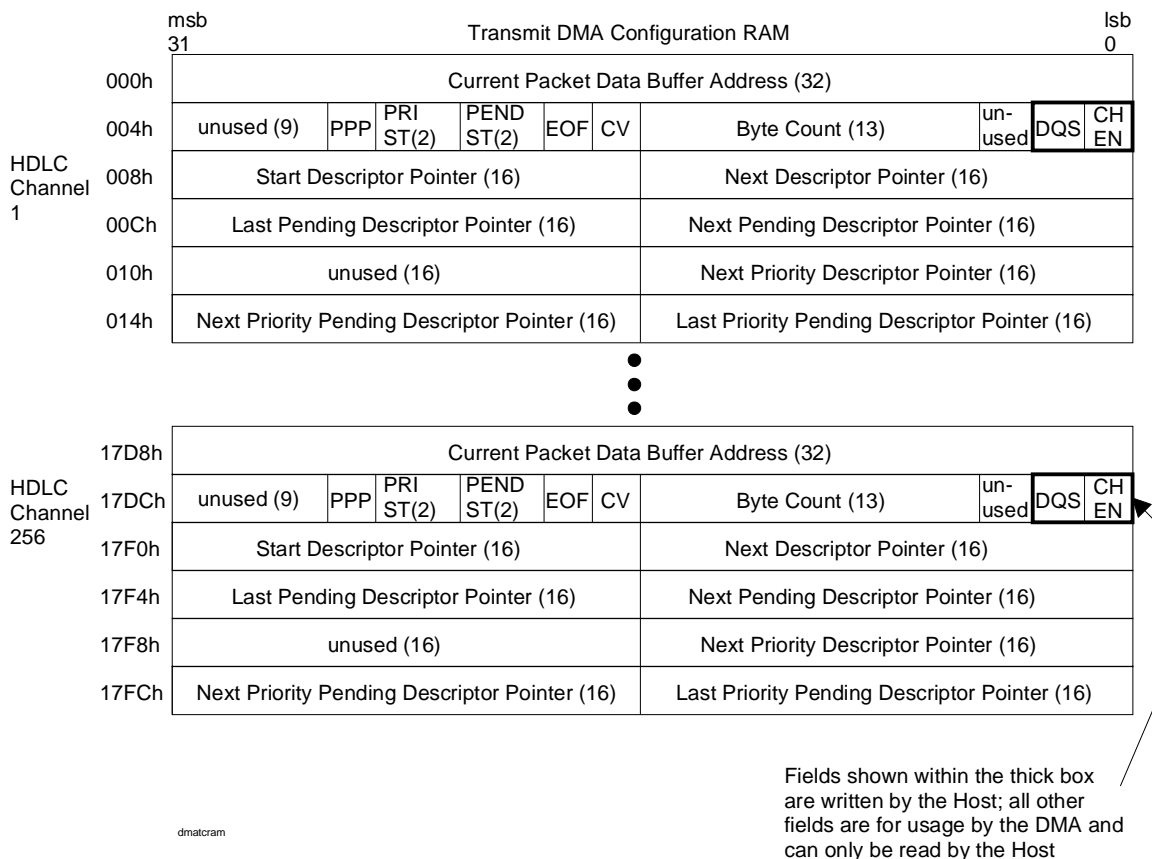 msb
31
Transmit DMA Configuration RAM
lsb
0
000h
Current Packet Data Buffer Address (32)
004h
unused (9)
PPP
PRI
ST(2)
PEND
ST(2)
EOF
CV
Byte Count (13)
un-
used
DQS
CH
EN
HDLC
Channel
1
008h
Start Descriptor Pointer (16)
Next Descriptor Pointer (16)
00Ch
Last Pending Descriptor Pointer (16)
Next Pending Descriptor Pointer (16)
010h
unused (16)
Next Priority Descriptor Pointer (16)
014h
Next Priority Pending Descriptor Pointer (16)
Last Priority Pending Descriptor Pointer (16)
17D8h
Current Packet Data Buffer Address (32)
HDLC
Channel
256
17DCh
unused (9)
PPP
PRI
ST(2)
PEND
ST(2)
EOF
CV
Byte Count (13)
un-
used
DQS
CH
EN
17F0h
Start Descriptor Pointer (16)
Next Descriptor Pointer (16)
17F4h
Last Pending Descriptor Pointer (16)
Next Pending Descriptor Pointer (16)
17F8h
unused (16)
Next Priority Descriptor Pointer (16)
17FCh
Next Priority Pending Descriptor Pointer (16)
Last Priority Pending Descriptor Pointer (16)
Fields shown within the thick box
are written by the Host; all other
fields are for usage by the DMA and
can only be read by the Host
dmatcram